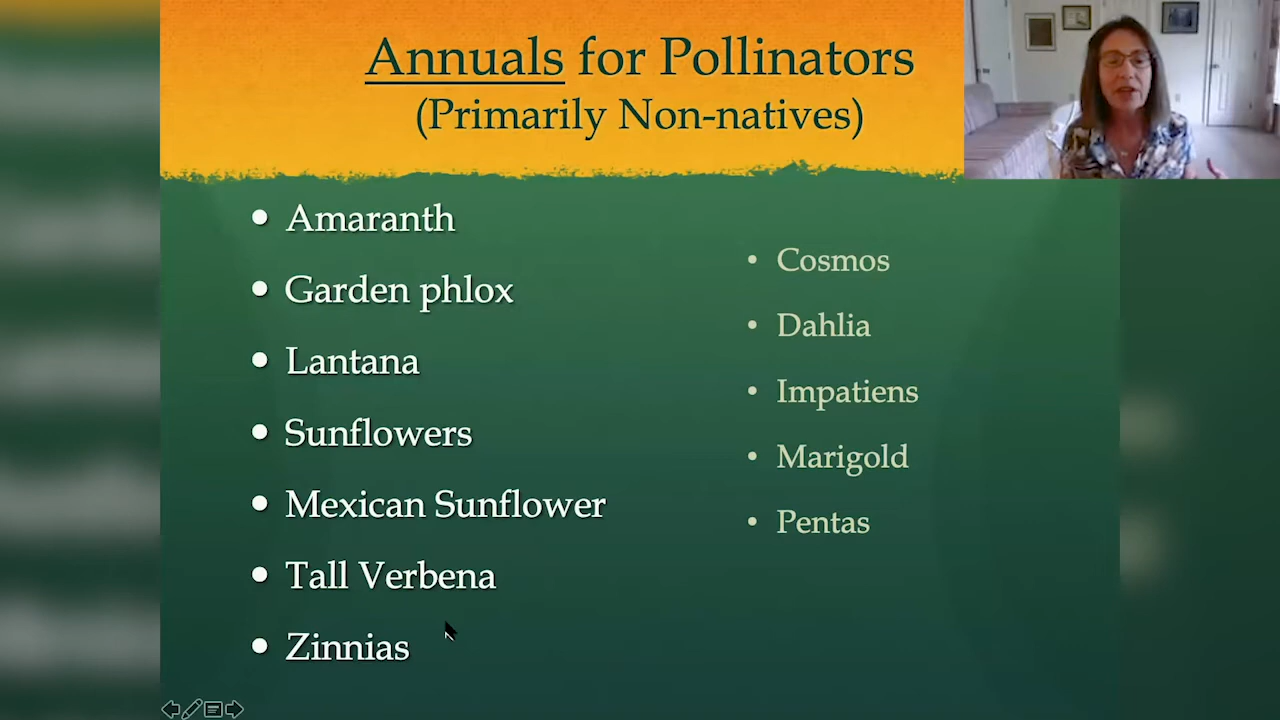 Annuals for Pollinators
(Primarily Non-natives)
• Amaranth
• Garden phlox
• Lantana
• Sunflowers
• Mexican Sunflower
• Tall Verbena
• Zinnias
• Cosmos
• Dahlia
• Impatiens
• Marigold
• Pentas